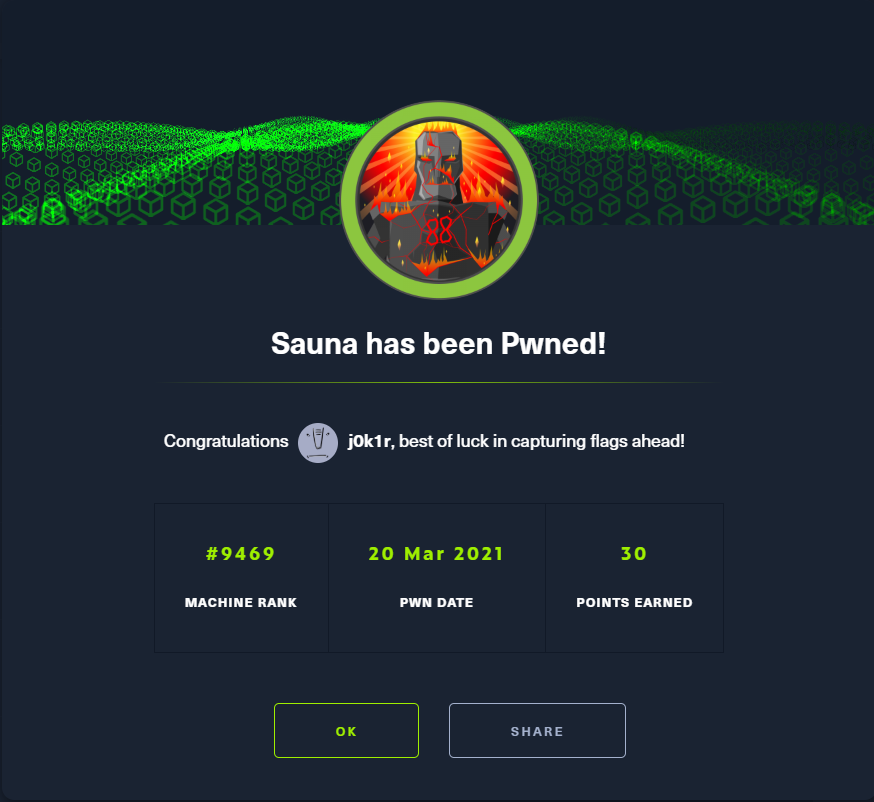 88
Sauna has been Pwned!
Congratulations j0k1r, best of luck in capturing flags ahead!
#9469 20 Mar 2021 30
MACHINE RANK PWN DATE POINTS EARNED
OK SHARE